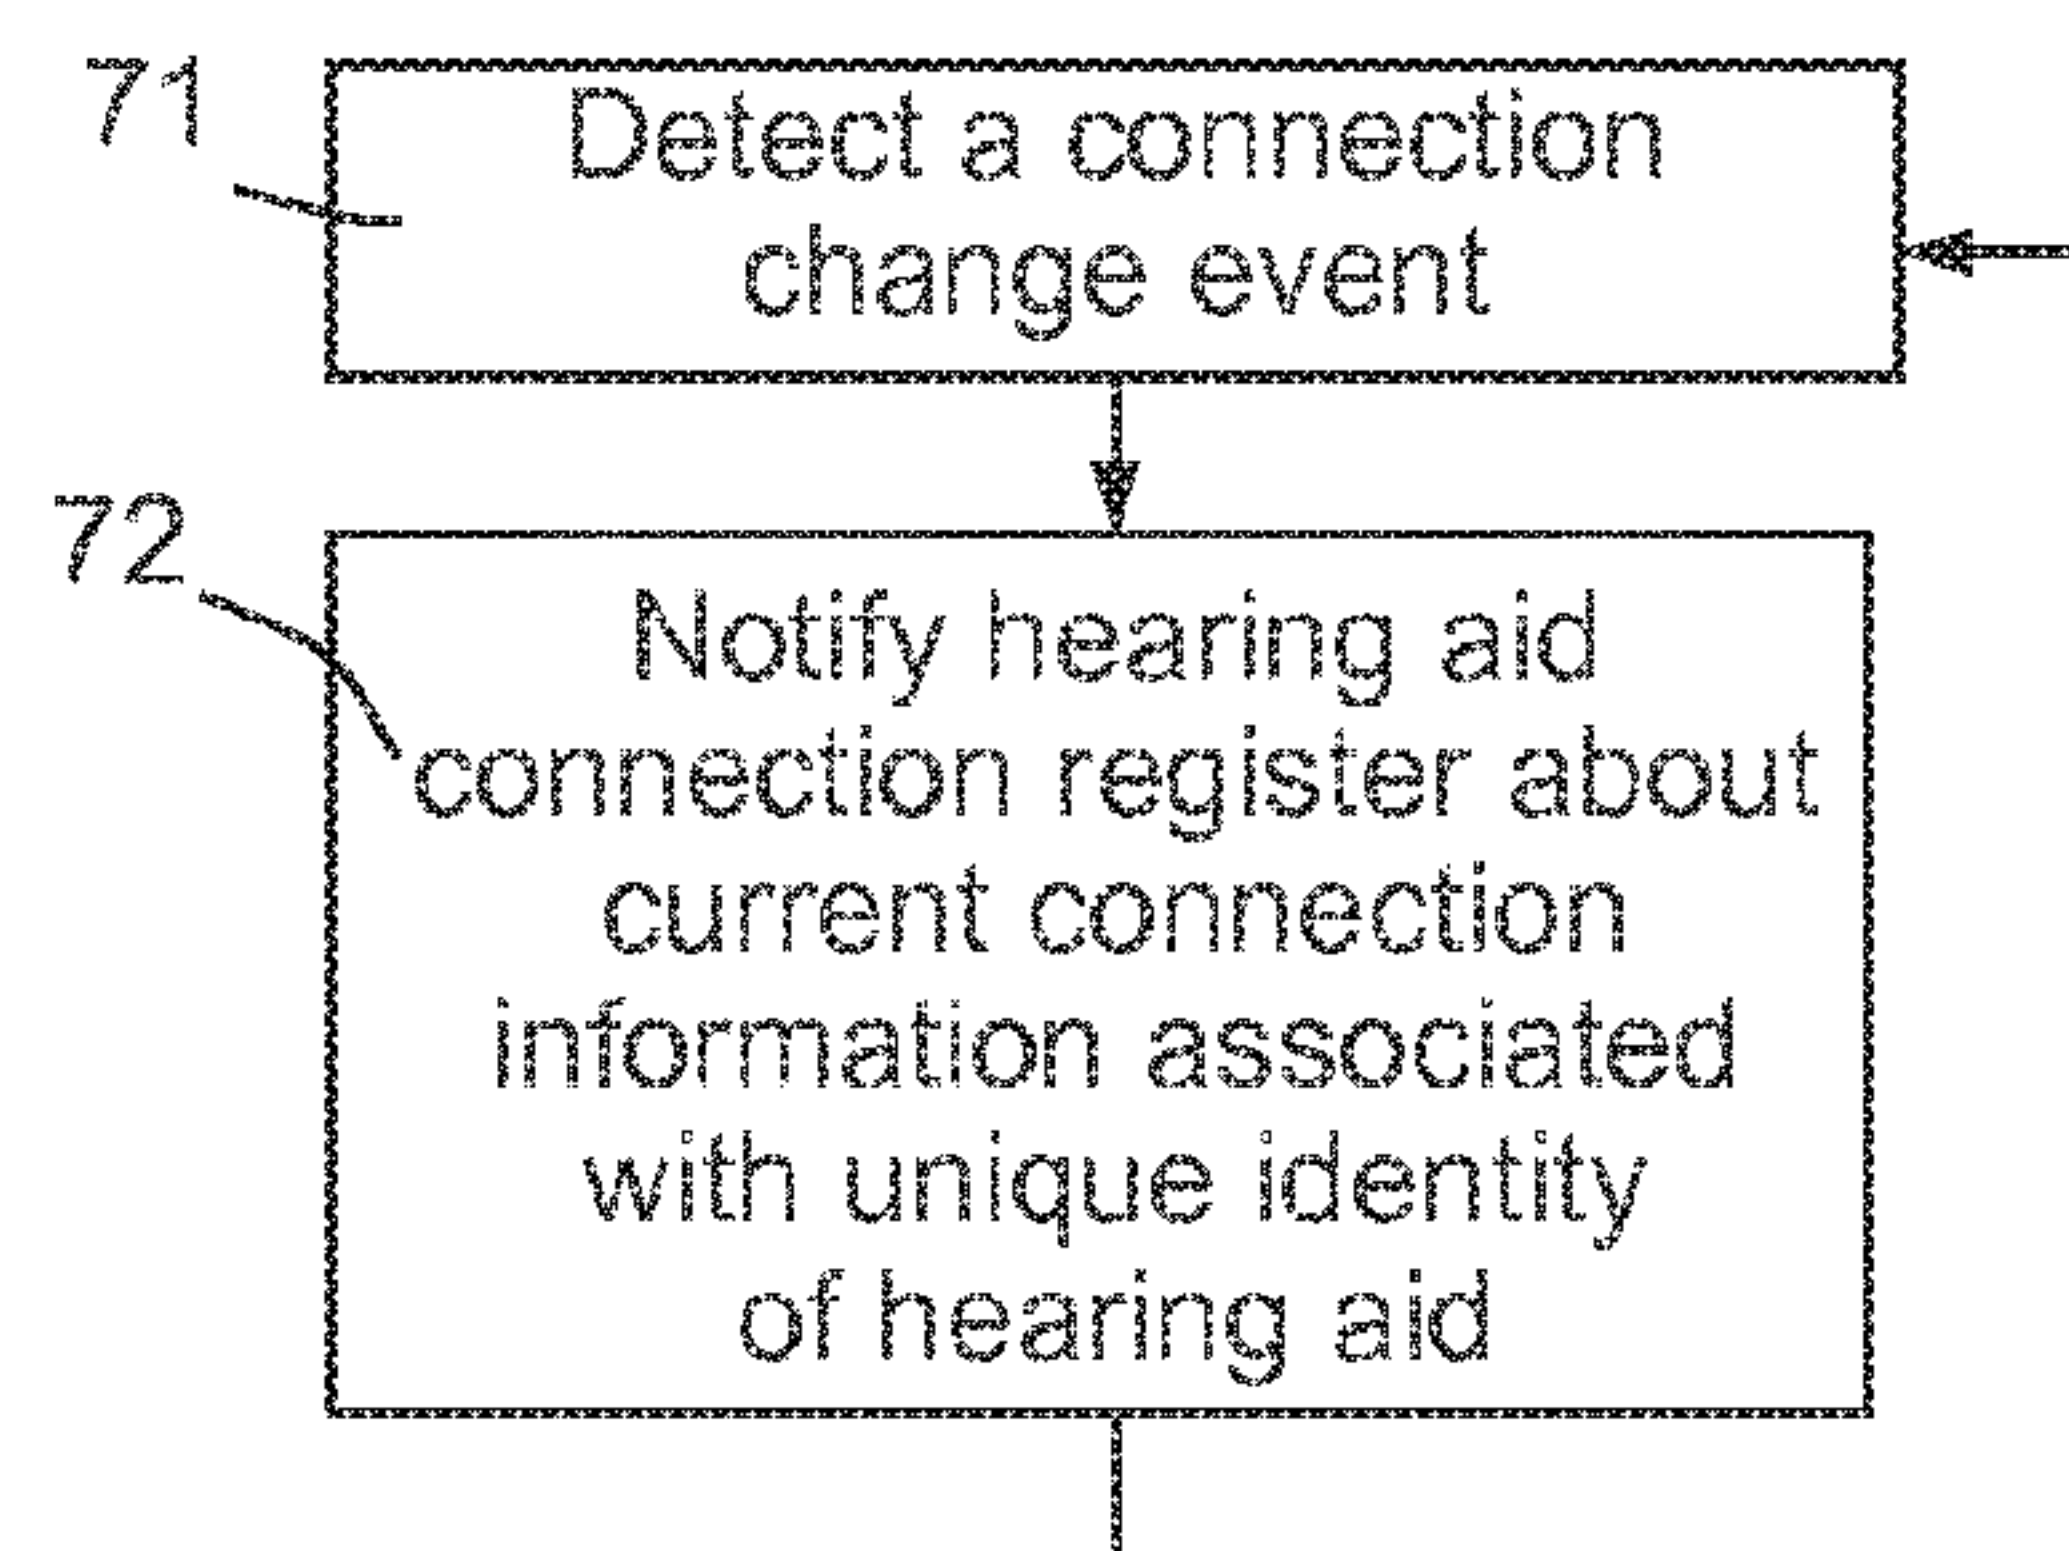 71
Detect a connection
change event
72
Notify hearing aid
connection register about
current connection
information associated
with unique identity
of hearing aid